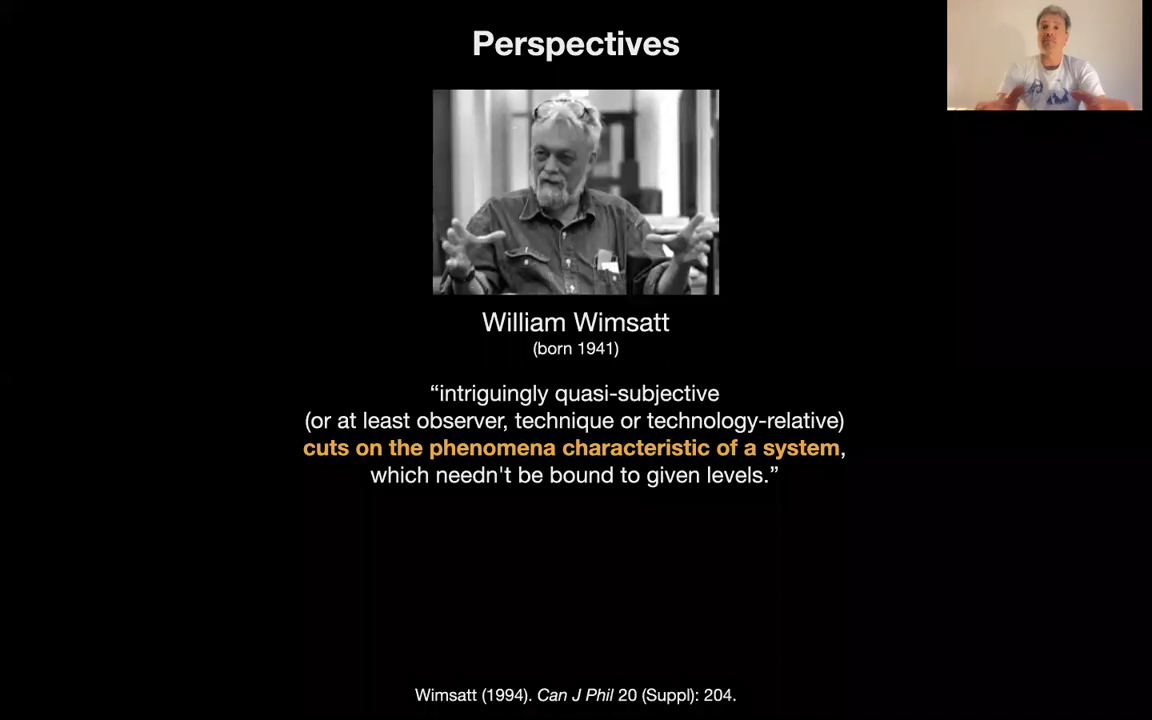 Perspectives
William Wimsatt
(born 1941)
“intriguingly quasi-subjective
(or at least observer, technique or technology-relative)
cuts on the phenomena characteristic of a system,
which needn't be bound to given levels.”
Wimsatt (1994). Can J Phil 20 (Suppl): 204.